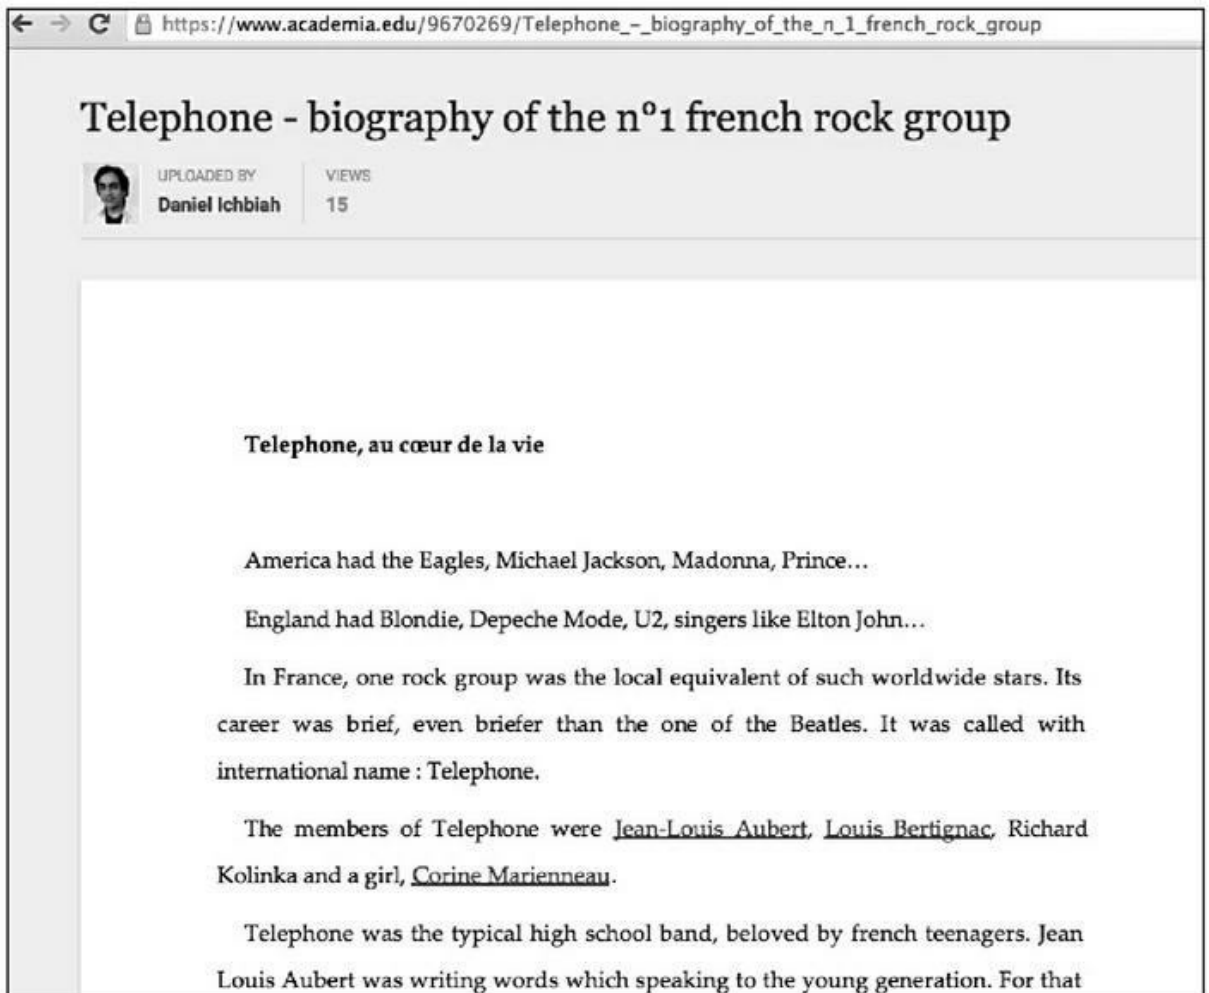 https://www.academia.edu/9670269/Telephone_-_biography_of_the_n_1_french_rock_group
Telephone - biography of the n°1 french rock group
UPLOADED BY VIEWS
Daniel Ichbiah 15
Telephone, au cœur de la vie
America had the Eagles, Michael Jackson, Madonna, Prince…
England had Blondie, Depeche Mode, U2, singers like Elton John…
In France, one rock group was the local equivalent of such worldwide stars. Its
career was brief, even briefer than the one of the Beatles. It was called with
international name : Telephone.
The members of Telephone were Jean-Louis Aubert, Louis Bertignac, Richard
Kolinka and a girl, Corine Marienneau.
Telephone was the typical high school band, beloved by french teenagers. Jean
Louis Aubert was writing words which speaking to the young generation. For that